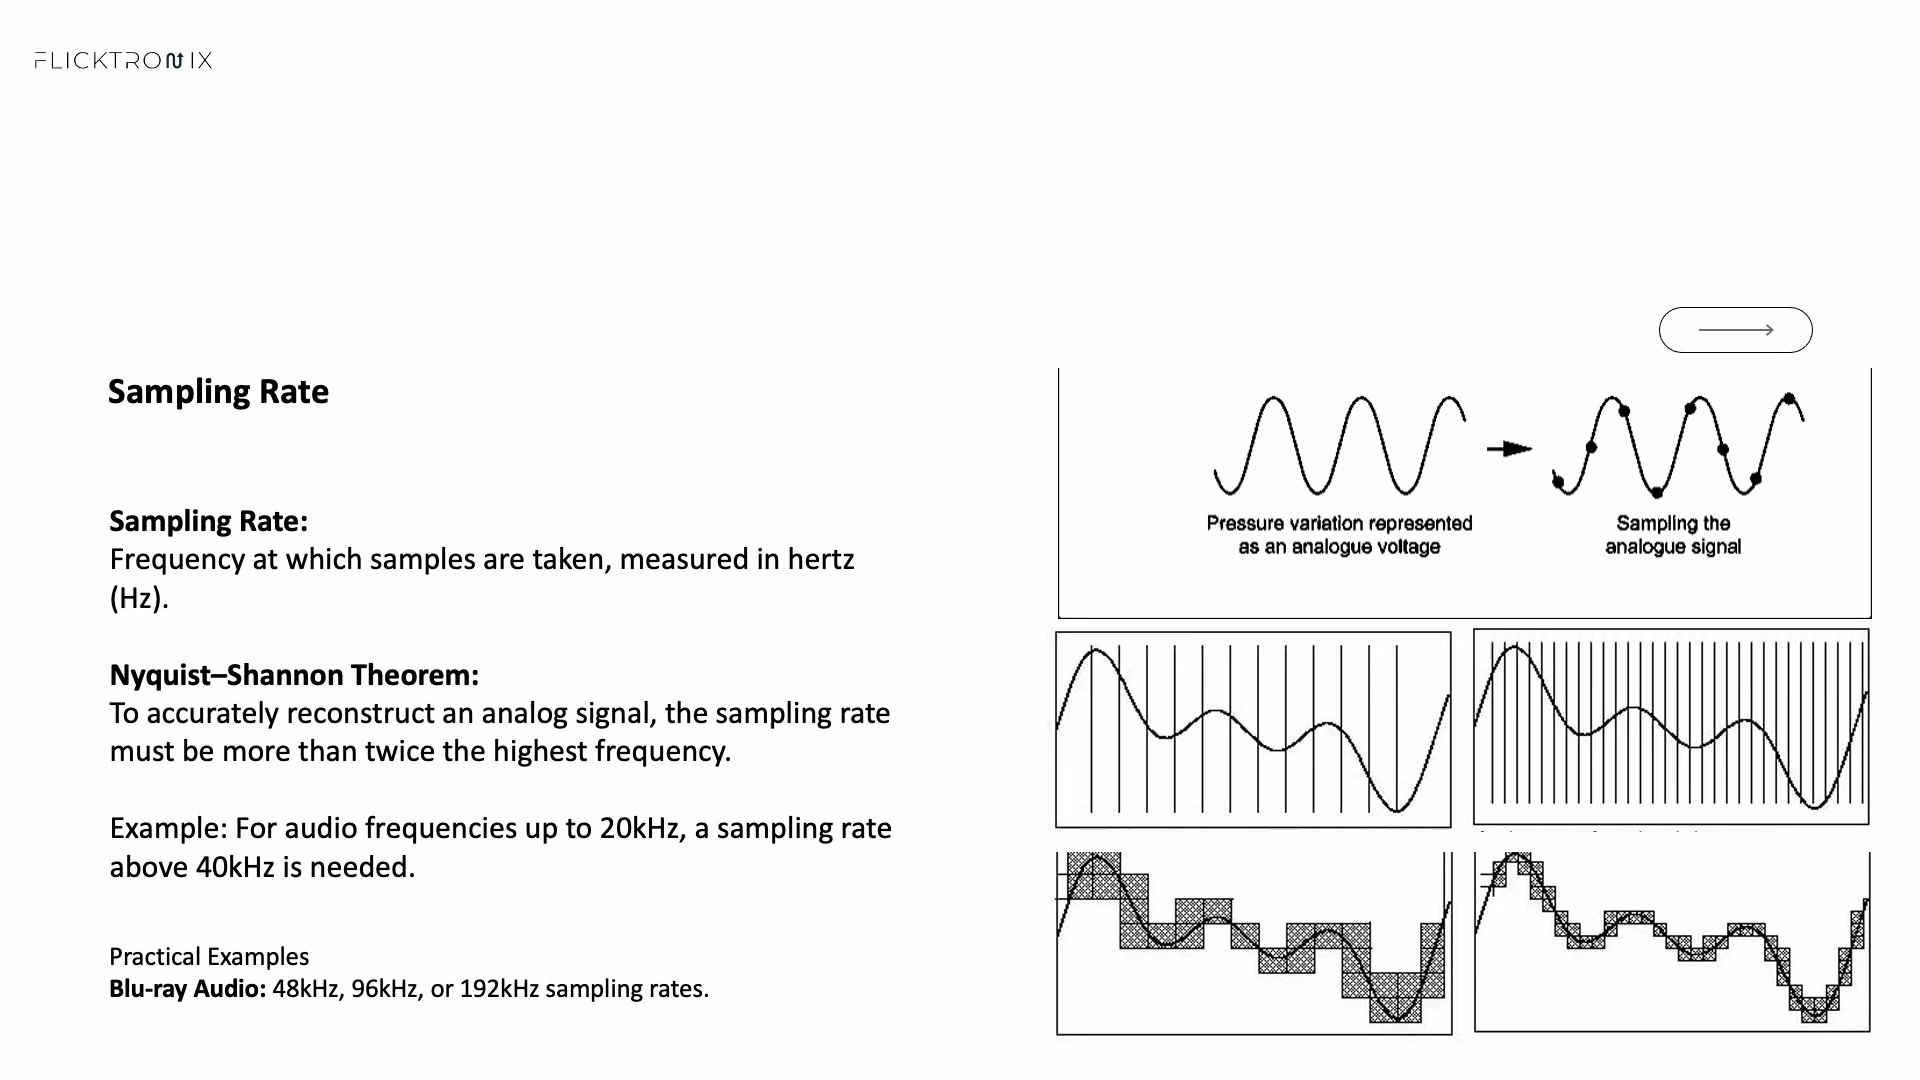 FLICKTRONIX
Sampling Rate
Sampling Rate:
Frequency at which samples are taken, measured in hertz
(Hz).
Nyquist–Shannon Theorem:
To accurately reconstruct an analog signal, the sampling rate
must be more than twice the highest frequency.
Example: For audio frequencies up to 20kHz, a sampling rate
above 40kHz is needed.
Practical Examples
Blu-ray Audio: 48kHz, 96kHz, or 192kHz sampling rates.
Pressure variation represented
as an analogue voltage
Sampling the
analogue signal